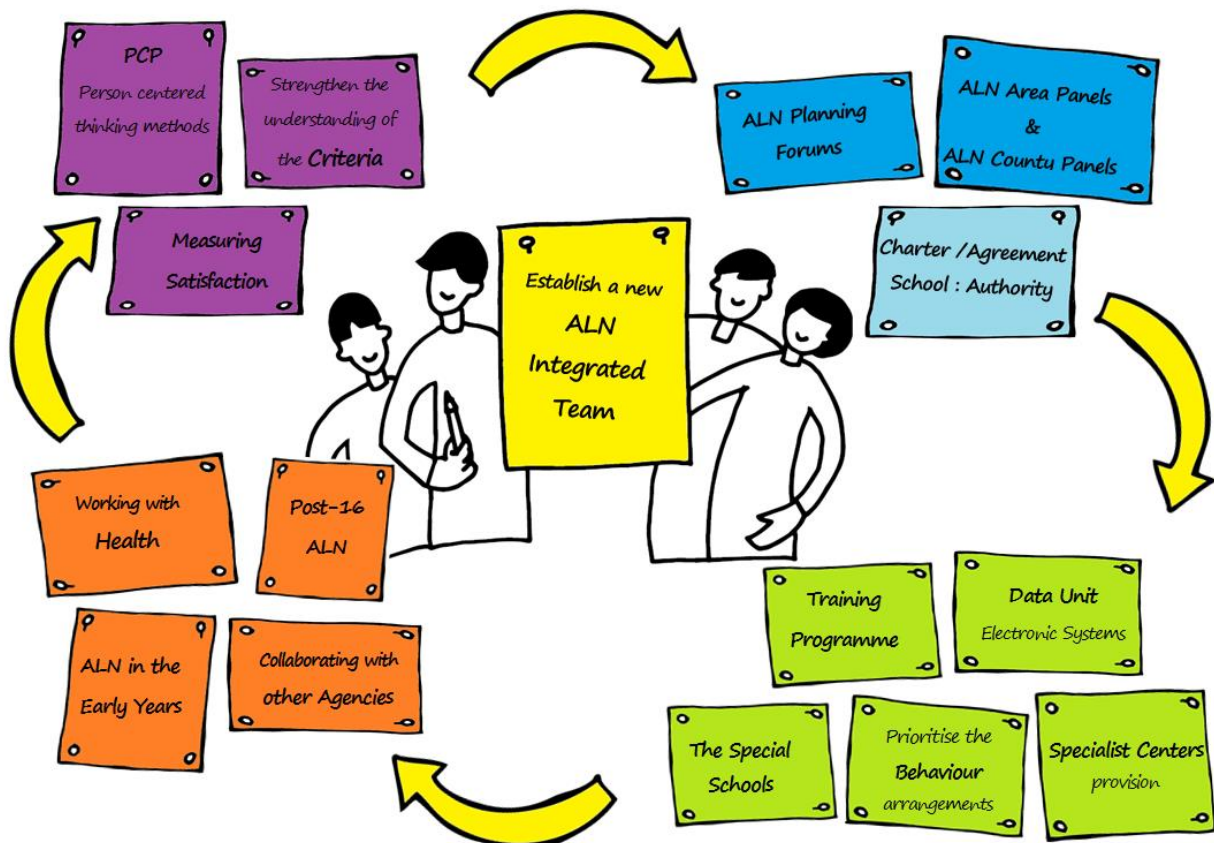 PCP
Person centered
thinking methods
Strengthen the
understanding of
the Criteria
Measuring
Satisfaction
ALN Planning
Forums
ALN Area Panels
&
ALN Countu Panels
Charter /Agreement
School : Authority
Establish a new
ALN
Integrated
Team
Working with
Health
Post-16
ALN
ALN in the
Early Years
Collaborating with
other Agencies
Training
Programme
Data Unit
Electronic Systems
The Special
Schools
Prioritise the
Behaviour
arrangements
Specialist Centers
provision